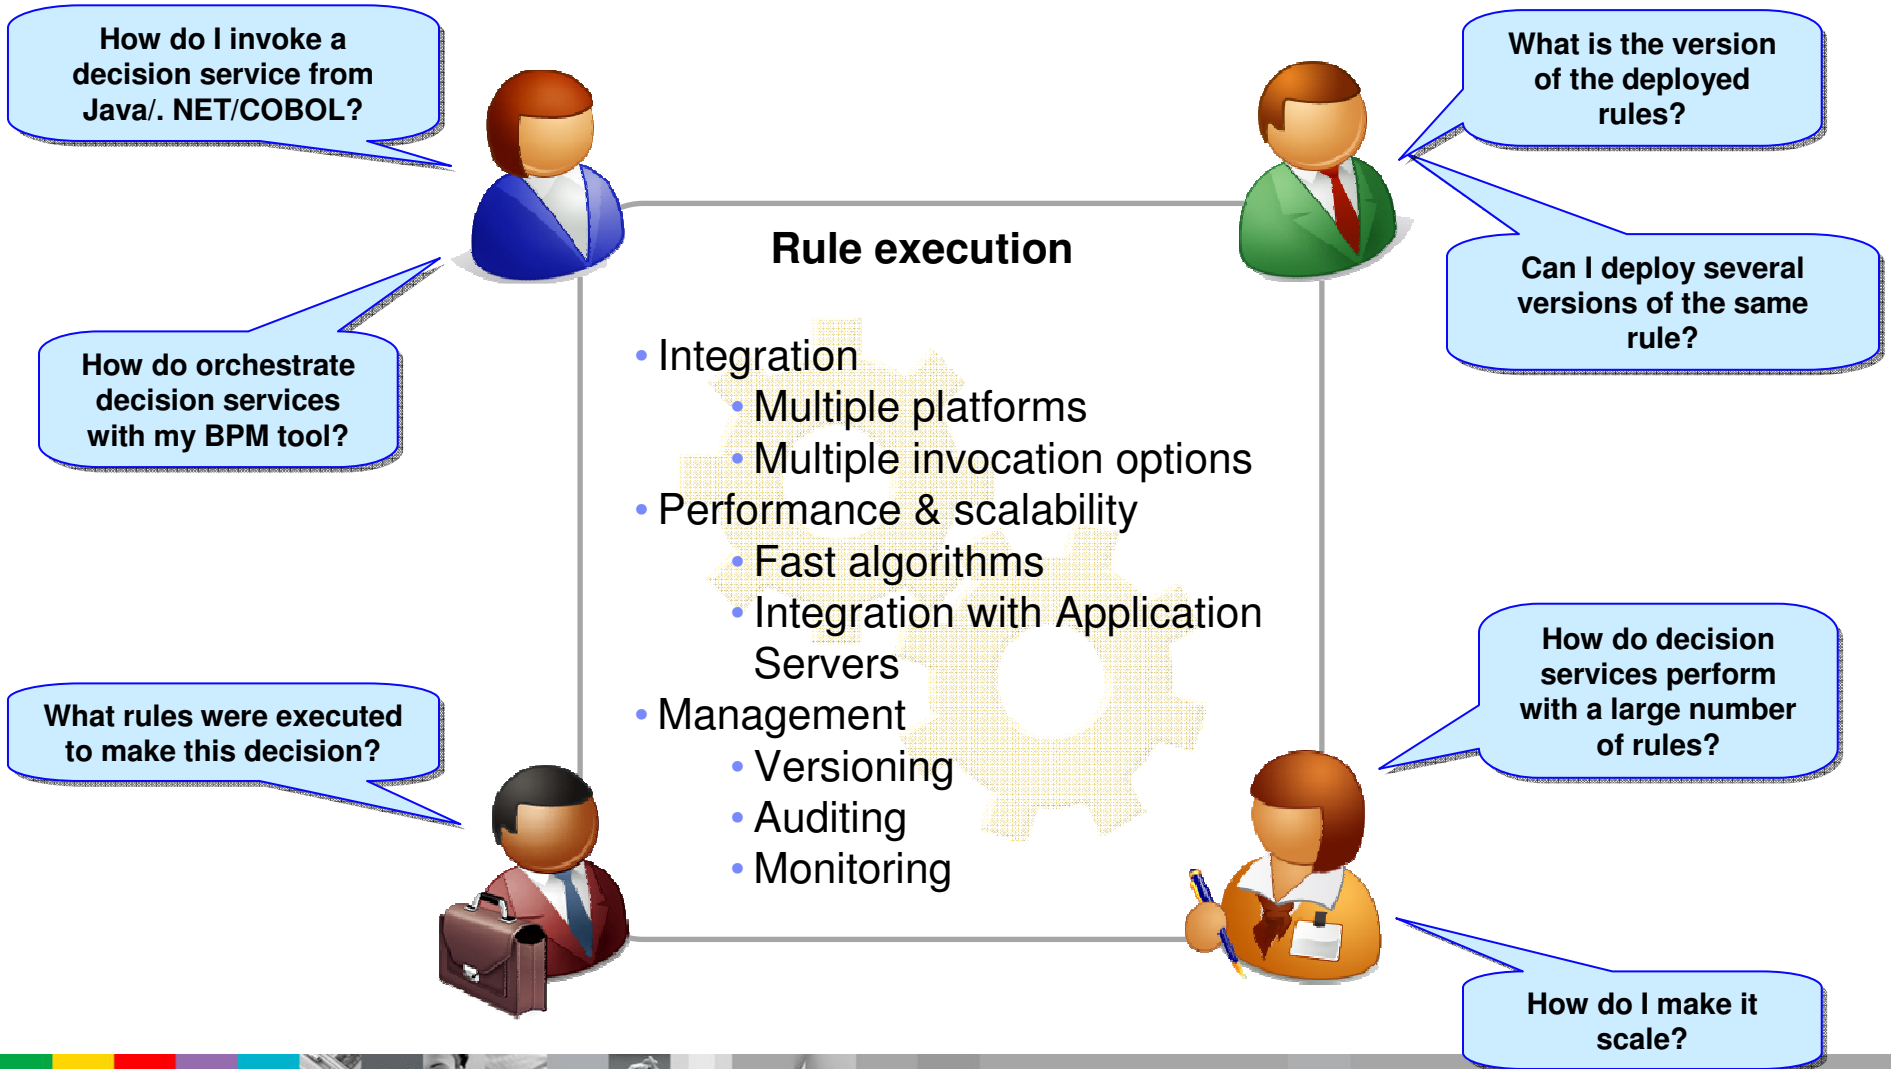 How do I invoke a
decision service from
Java/. NET/COBOL?
What is the version
of the deployed
rules?
Rule execution
Can I deploy several
versions of the same
rule?
How do orchestrate
decision services
with my BPM tool?
• Integration
• Multiple platforms
• Multiple invocation options
• Performance & scalability
• Fast algorithms
• Integration with Application
Servers
• Management
• Versioning
• Auditing
• Monitoring
What rules were executed
to make this decision?
How do decision
services perform
with a large number
of rules?
How do I make it
scale?